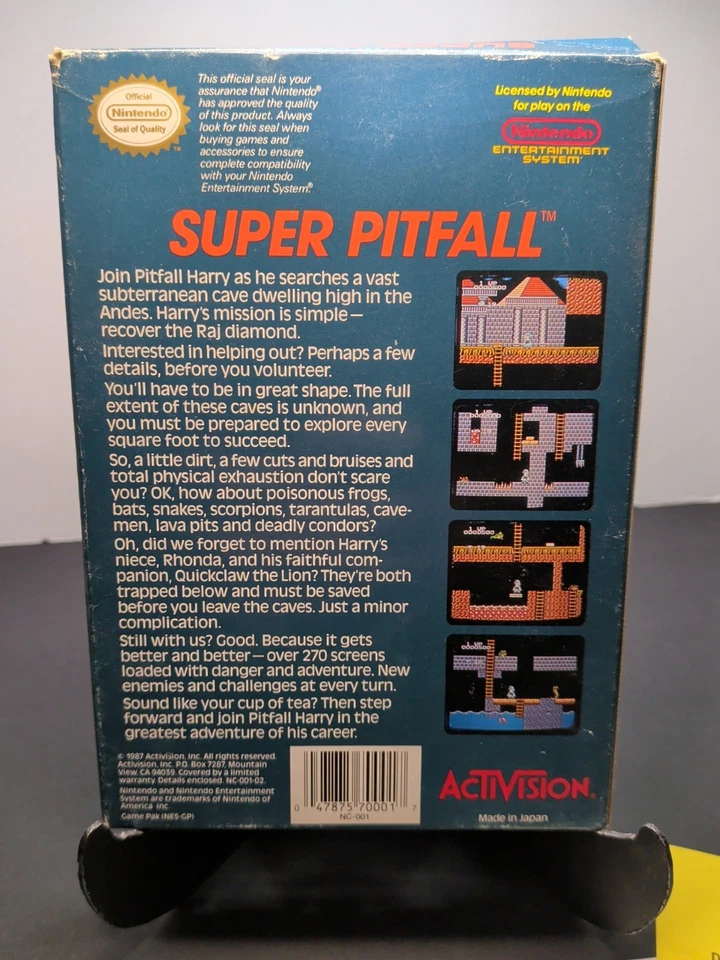 Official
Nintendo
Seal of Quality
This official seal is your
assurance that Nintendo®
has approved the quality
of this product. Always
look for this seal when
buying games and
accessories to ensure
complete compatibility
with your Nintendo
Entertainment System®.
Licensed by Nintendo
for play on the
Nintendo
ENTERTAINMENT
SYSTEM
SUPER PITFALL™
Join Pitfall Harry as he searches a vast
subterranean cave dwelling high in the
Andes. Harry's mission is simple—
recover the Raj diamond.
Interested in helping out? Perhaps a few
details, before you volunteer.
You'll have to be in great shape. The full
extent of these caves is unknown, and
you must be prepared to explore every
square foot to succeed.
So, a little dirt, a few cuts and bruises and
total physical exhaustion don't scare
you? OK, how about poisonous frogs,
bats, snakes, scorpions, tarantulas, cave-
men, lava pits and deadly condors?
Oh, did we forget to mention Harry's
niece, Rhonda, and his faithful com-
panion, Quickclaw the Lion? They're both
trapped below and must be saved
before you leave the caves. Just a minor
complication.
Still with us? Good. Because it gets
better and better—over 270 screens
loaded with danger and adventure. New
enemies and challenges at every turn.
Sound like your cup of tea? Then step
forward and join Pitfall Harry in the
greatest adventure of his career.
1 UP
1 UP
1 UP
0000500
1 UP
0000500
© 1987 Activision, Inc. All rights reserved.
Activision, Inc. P.O. Box 7287, Mountain
View, CA 94039. Covered by a limited
warranty. Details enclosed. NC-001-02.
Nintendo and Nintendo Entertainment
System are trademarks of Nintendo of
America Inc.
Game Pak (NES-GP)
0 47875 70001 2
NC-001
ACTIVISION.
Made in Japan